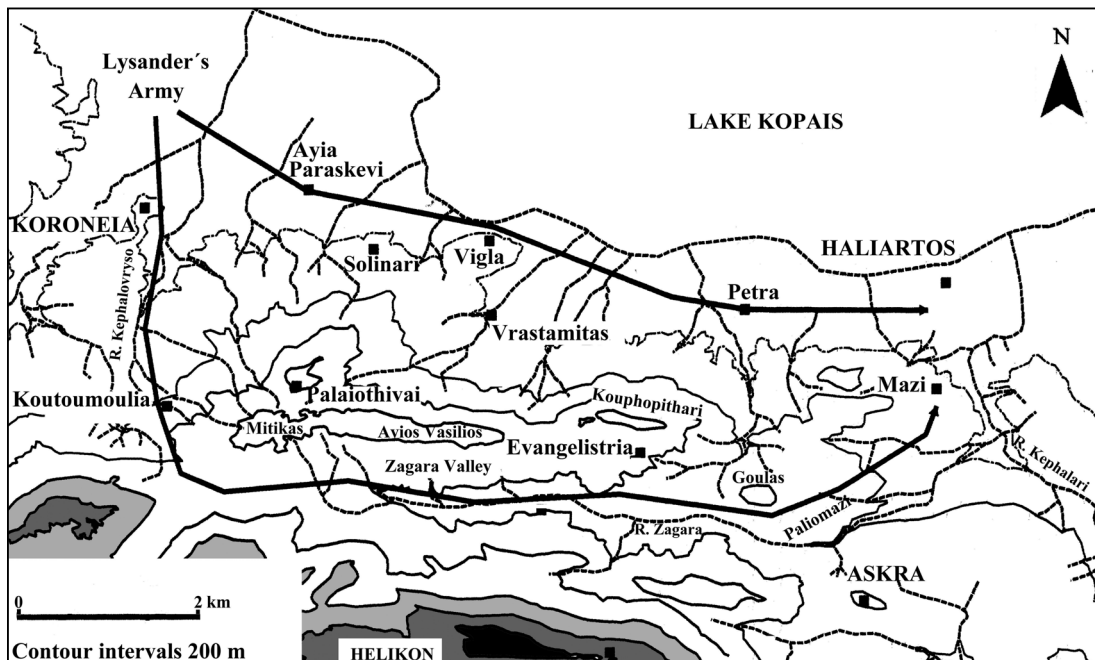 N
Lysander´s
Army
LAKE KOPAIS
Ayia
Paraskevi
KORONEIA
HALIARTOS
Solinari
Vigla
R. Kephalovryso
Petra
Vrastamitas
Koutoumoulia
Palaiothivai
Kouphopithari
Mazi
Mitikas
Avios Vasilios
Evangelistria
R. Kephalari
Zagara Valley
Goulas
Paliomazi
R. Zagara
ASKRA
0 2 km
Contour intervals 200 m
HELIKON